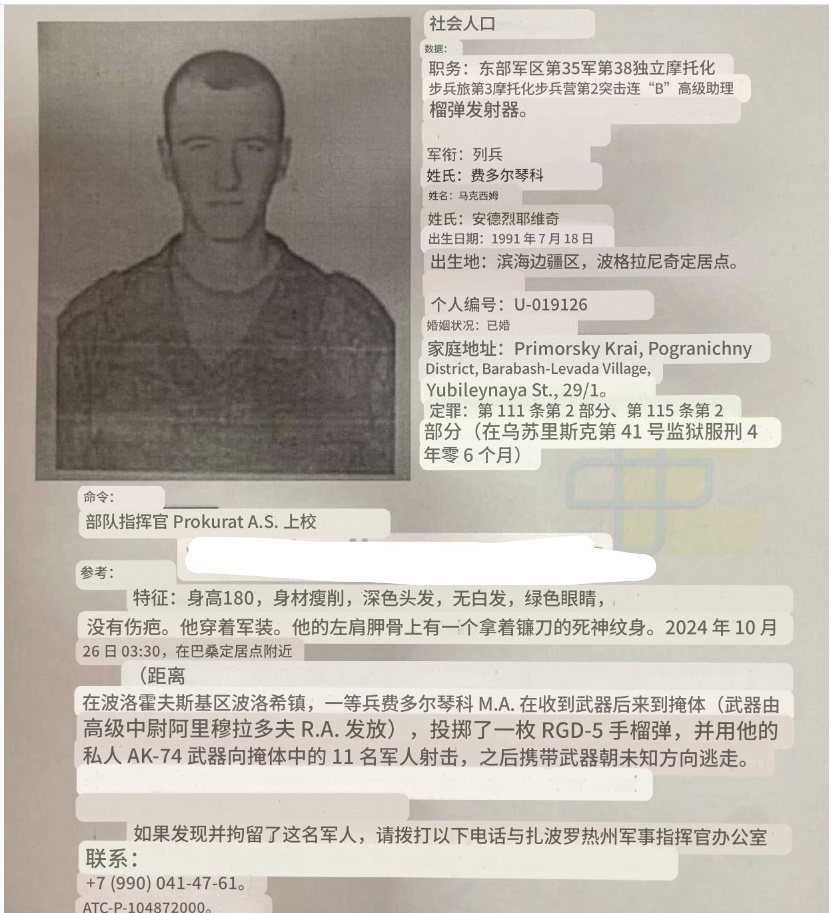 社会人口
数据：
职务：东部军区第35军第38独立摩托化
步兵旅第3摩托化步兵营第2突击连“B”高级助理
榴弹发射器。
军衔：列兵
姓氏：费多尔琴科
姓名：马克西姆
姓氏：安德烈耶维奇
出生日期：1991 年 7 月 18 日
出生地：滨海边疆区，波格拉尼奇定居点。
个人编号：U-019126
婚姻状况：已婚
家庭地址：Primorsky Krai, Pogranichny
District, Barabash-Levada Village,
Yubileynaya St., 29/1。
定罪：第 111 条第 2 部分、第 115 条第 2
部分（在乌苏里斯克第 41 号监狱服刑 4
年零 6 个月）
命令：
部队指挥官 Prokurat A.S. 上校
参考：
特征：身高180，身材瘦削，深色头发，无白发，绿色眼睛，
没有伤疤。他穿着军装。他的左肩胛骨上有一个拿着镰刀的死神纹身。2024 年 10 月
26 日 03:30，在巴桑定居点附近
（距离
在波洛霍夫斯基区波洛希镇，一等兵费多尔琴科 M.A. 在收到武器后来到掩体（武器由
高级中尉阿里穆拉多夫 R.A. 发放），投掷了一枚 RGD-5 手榴弹，并用他的
私人 AK-74 武器向掩体中的 11 名军人射击，之后携带武器朝未知方向逃走。
如果发现并拘留了这名军人，请拨打以下电话与扎波罗热州军事指挥官办公室
联系：
+7 (990) 041-47-61。
ATC-P-104872000。